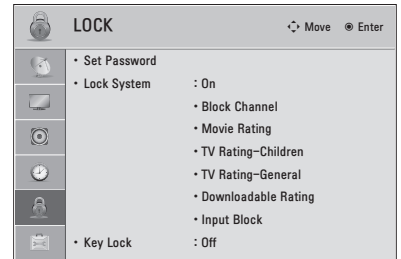 LOCK
Move Enter
• Set Password
• Lock System : On
• Block Channel
• Movie Rating
• TV Rating-Children
• TV Rating-General
• Downloadable Rating
• Input Block
• Key Lock : Off